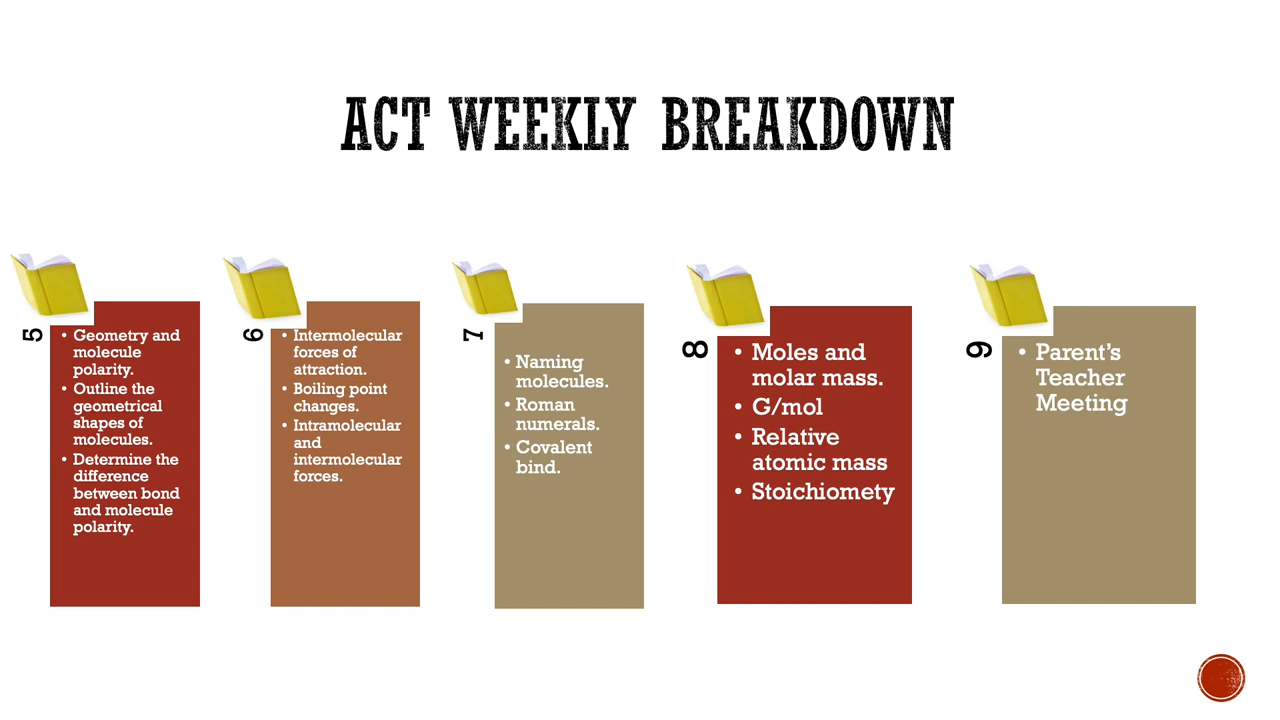 ACT WEEKLY BREAKDOWN
5
• Geometry and
molecule
polarity.
• Outline the
geometrical
shapes of
molecules.
• Determine the
difference
between bond
and molecule
polarity.
6
• Intermolecular
forces of
attraction.
• Boiling point
changes.
• Intramolecular
and
intermolecular
forces.
7
• Naming
molecules.
• Roman
numerals.
• Covalent
bind.
8
• Moles and
molar mass.
• G/mol
• Relative
atomic mass
• Stoichiomety
9
• Parent’s
Teacher
Meeting